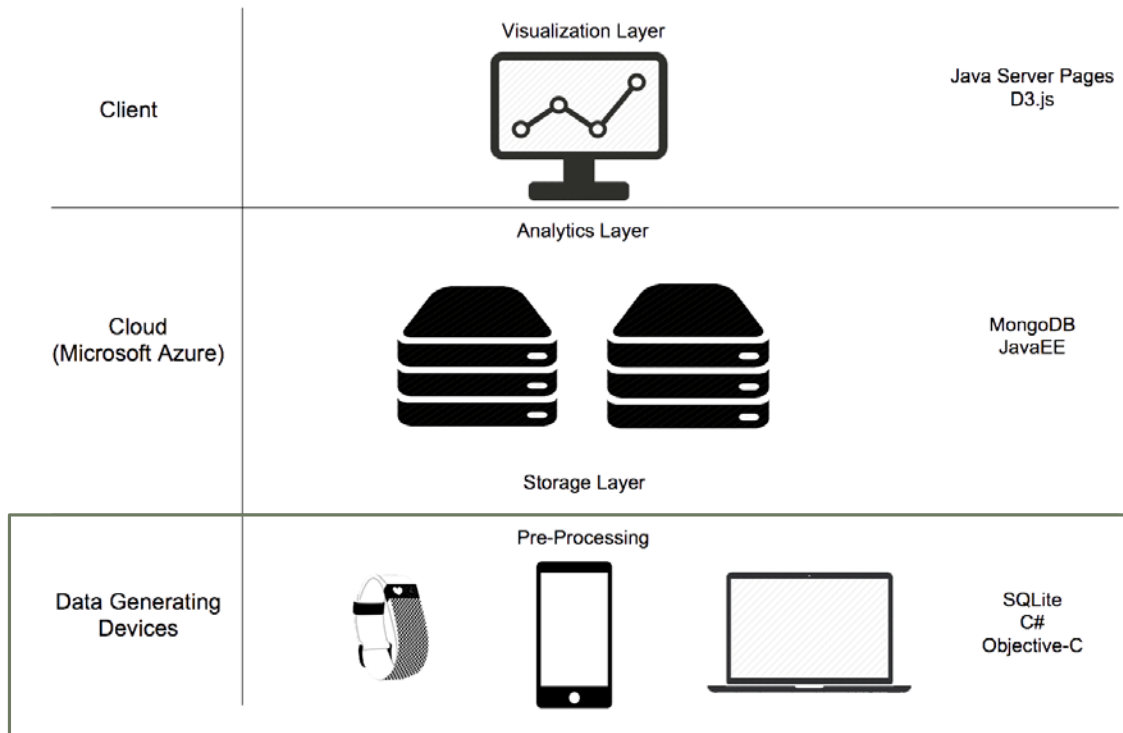 Visualization Layer
Client
Java Server Pages
D3.js
Analytics Layer
Cloud
(Microsoft Azure)
MongoDB
JavaEE
Storage Layer
Pre-Processing
Data Generating
Devices
SQLite
C#
Objective-C